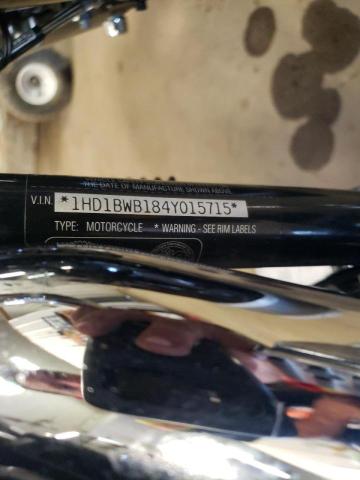 THE DATE OF MANUFACTURE SHOWN ABOVE
V.I.N. *1HD1BWB184Y015715*
TYPE: MOTORCYCLE * WARNING - SEE RIM LABELS